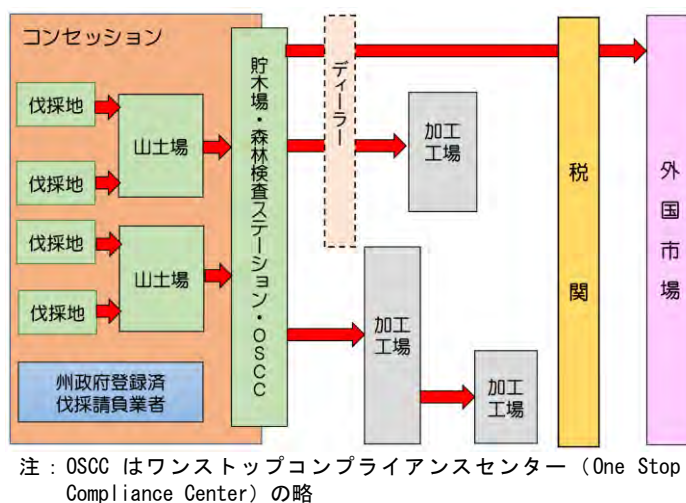 コンセッション
伐採地
伐採地
伐採地
伐採地
山土場
山土場
州政府登録済
伐採請負業者
貯木場・森林検査ステーション・OSCC
ディーラー
加工
工場
加工
工場
加工
工場
税関
外国市場
注：OSCC はワンストップコンプライアンスセンター（One Stop
Compliance Center）の略